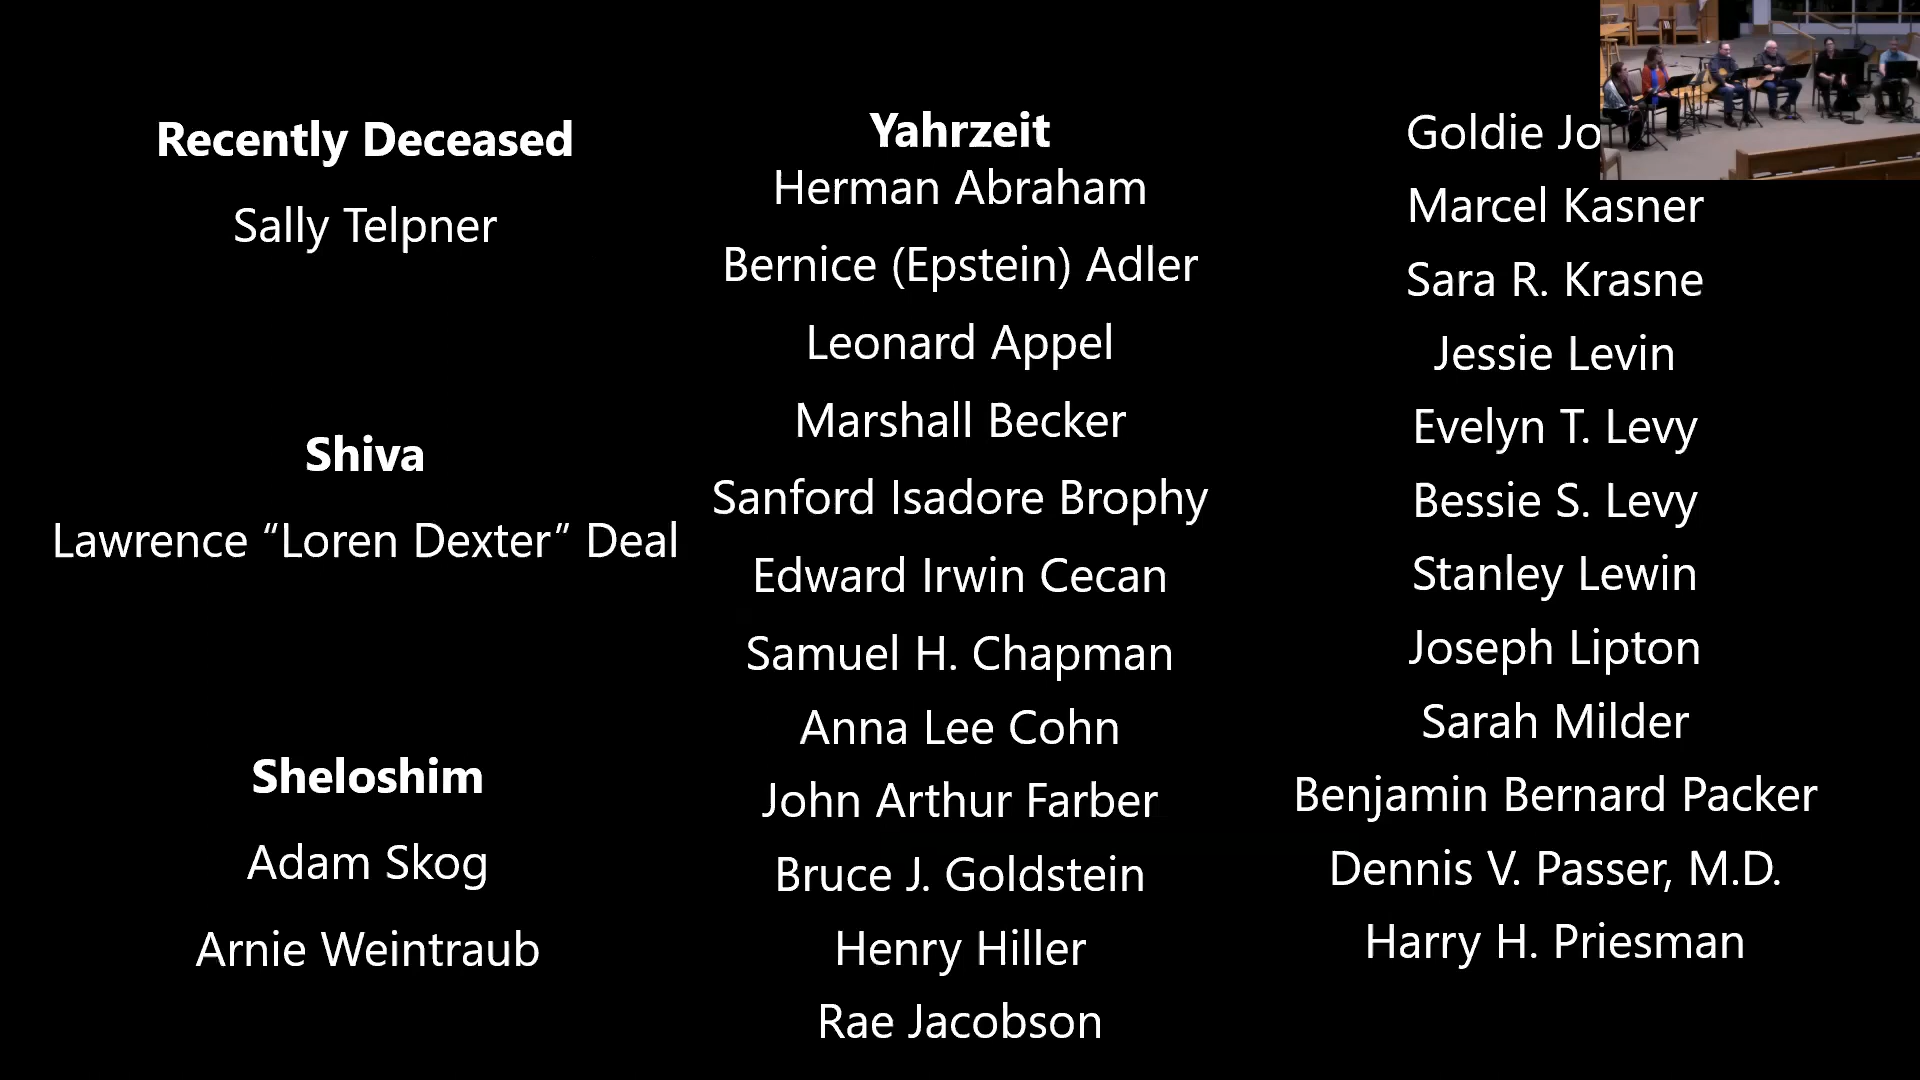 Recently Deceased
Sally Telpner
Shiva
Lawrence “Loren Dexter” Deal
Sheloshim
Adam Skog
Arnie Weintraub
Yahrzeit
Herman Abraham
Bernice (Epstein) Adler
Leonard Appel
Marshall Becker
Sanford Isadore Brophy
Edward Irwin Cecan
Samuel H. Chapman
Anna Lee Cohn
John Arthur Farber
Bruce J. Goldstein
Henry Hiller
Rae Jacobson
Goldie
Marcel Kasner
Sara R. Krasne
Jessie Levin
Evelyn T. Levy
Bessie S. Levy
Stanley Lewin
Joseph Lipton
Sarah Milder
Benjamin Bernard Packer
Dennis V. Passer, M.D.
Harry H. Priesman